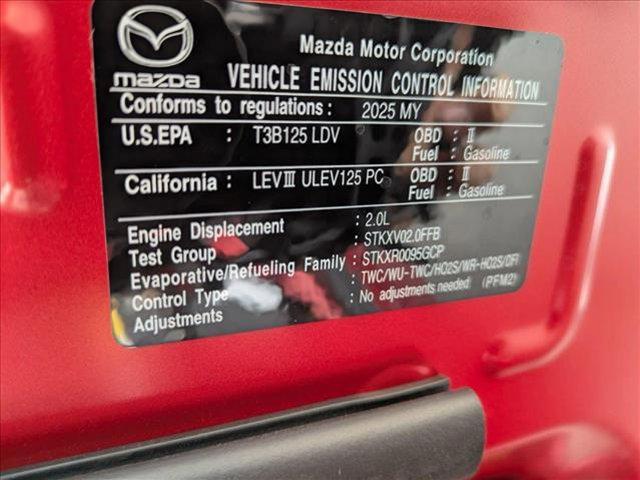 mazda
Mazda Motor Corporation
VEHICLE EMISSION CONTROL INFORMATION
Conforms to regulations : 2025 MY
U.S.EPA : T3B125 LDV OBD : II
Fuel : Gasoline
California : LEVIII ULEV125 PC OBD : II
Fuel : Gasoline
Engine Displacement : 2.0L
Test Group : STKXV02.0FFB
Evaporative/Refueling Family : STKXR0095GCP
Control Type : TWC/WU-TWC/HO2S/WR-HO2S/DFI
Adjustments : No adjustments needed (PFM2)